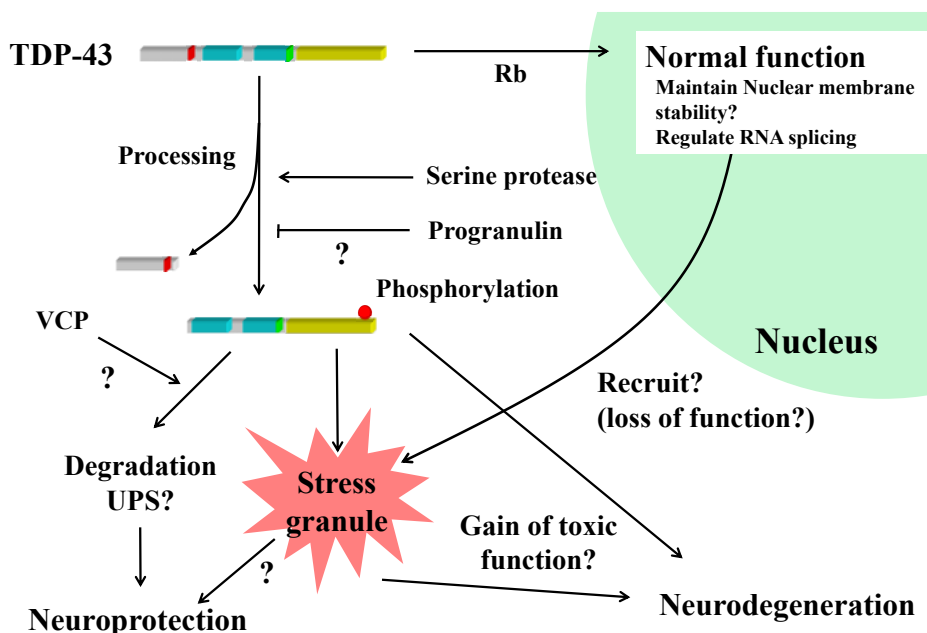 TDP-43
Rb
Normal function
Maintain Nuclear membrane
stability?
Regulate RNA splicing
Processing
Serine protease
Progranulin
?
Phosphorylation
VCP
?
Nucleus
Recruit?
(loss of function?)
Degradation
UPS?
Stress
granule
Gain of toxic
function?
?
Neuroprotection
Neurodegeneration